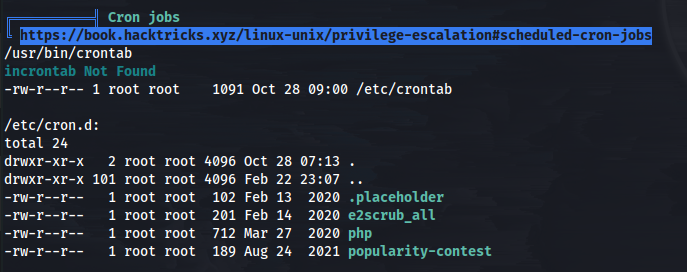 Cron jobs
https://book.hacktricks.xyz/linux-unix/privilege-escalation#scheduled-cron-jobs
/usr/bin/crontab
incrontab Not Found
-rw-r--r-- 1 root root    1091 Oct 28 09:00 /etc/crontab

/etc/cron.d:
total 24
drwxr-xr-x   2 root root 4096 Oct 28 07:13 .
drwxr-xr-x 101 root root 4096 Feb 22 23:07 ..
-rw-r--r--   1 root root  102 Feb 13  2020 .placeholder
-rw-r--r--   1 root root  201 Feb 14  2020 e2scrub_all
-rw-r--r--   1 root root  712 Mar 27  2020 php
-rw-r--r--   1 root root  189 Aug 24  2021 popularity-contest